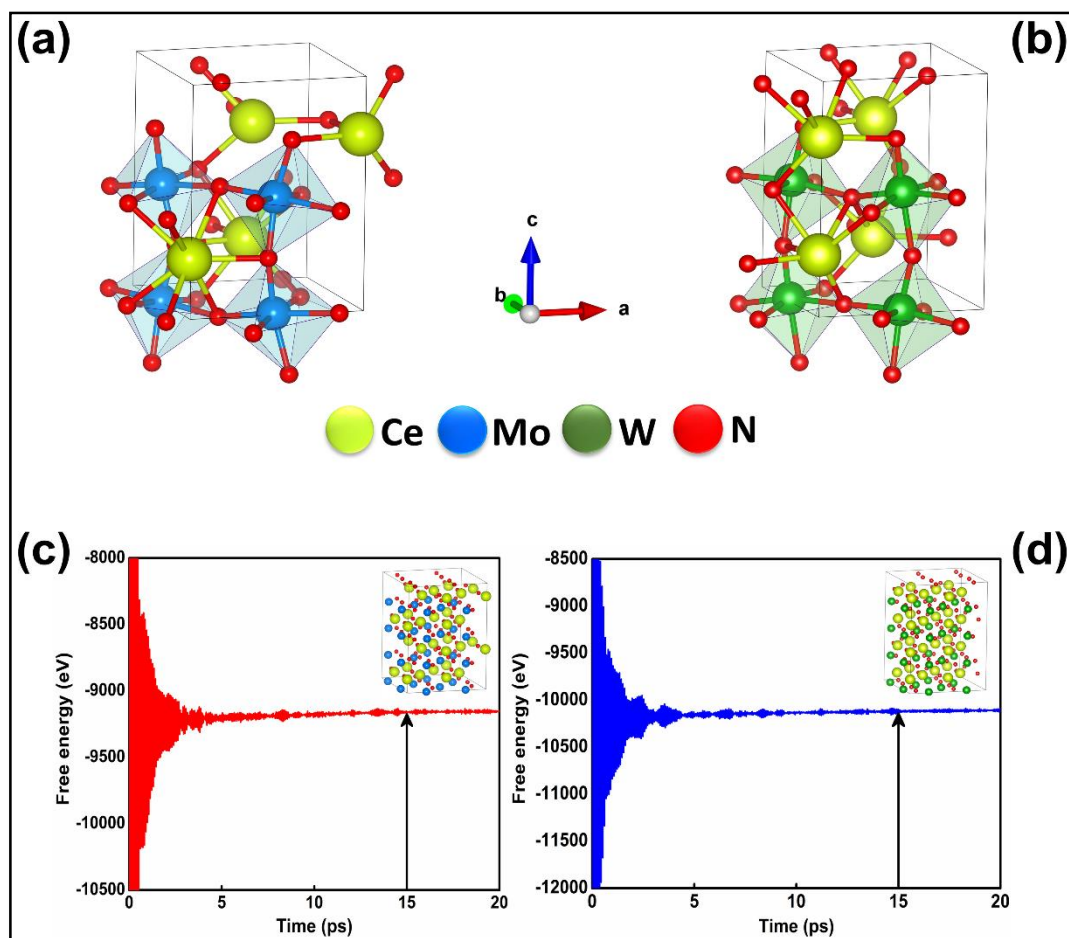 (a)
(b)
c
b
a
Ce Mo W N
(c)
(d)
-8000
-8500
-9000
-9500
-10000
-10500
Free energy (eV)
0 5 10 15 20
Time (ps)
-8500
-9000
-9500
-10000
-10500
-11000
-11500
-12000
Free energy (eV)
0 5 10 15 20
Time (ps)